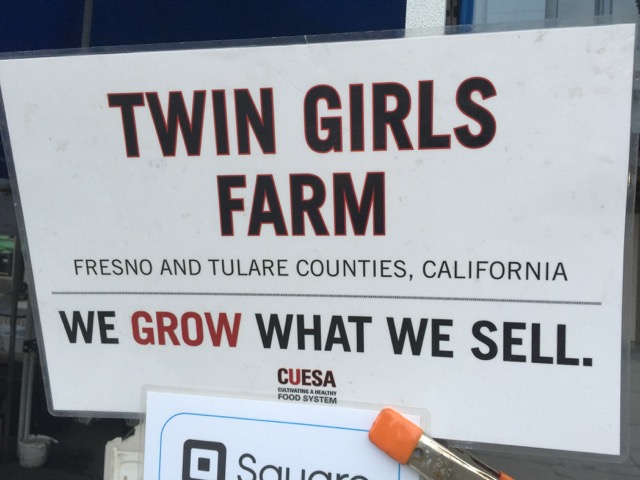 TWIN GIRLS
FARM
FRESNO AND TULARE COUNTIES, CALIFORNIA
WE GROW WHAT WE SELL.
CUESA
CULTIVATING A HEALTHY
FOOD SYSTEM
Square